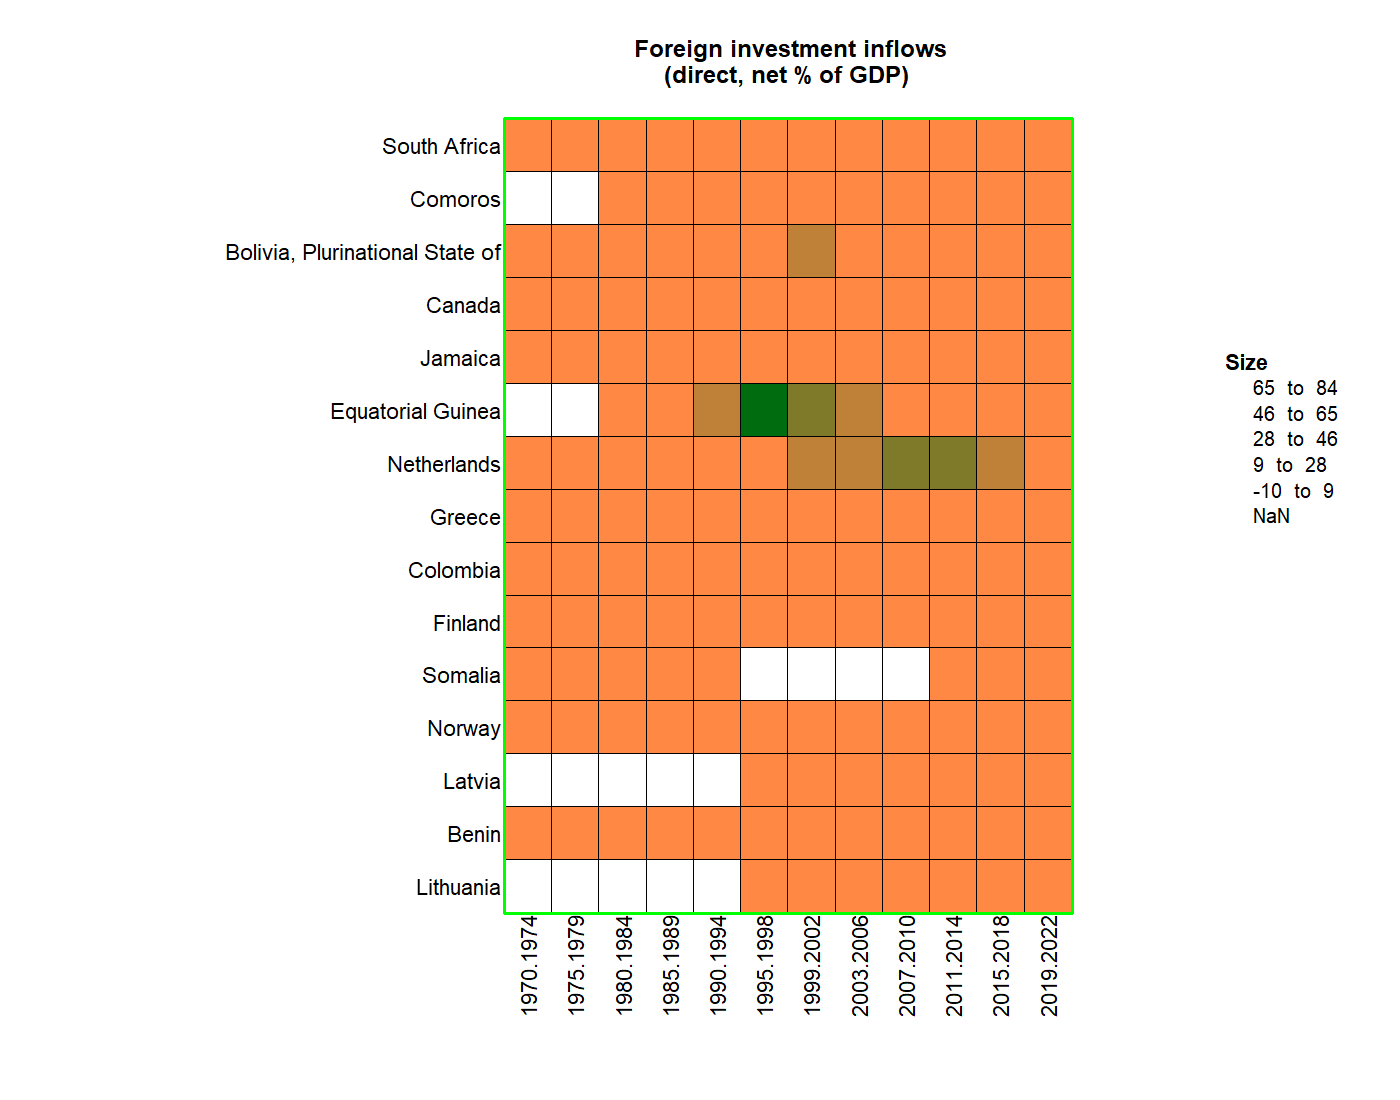 Foreign investment inflows
(direct, net % of GDP)
South Africa
Comoros
Bolivia, Plurinational State of
Canada
Jamaica
Equatorial Guinea
Netherlands
Greece
Colombia
Finland
Somalia
Norway
Latvia
Benin
Lithuania
1970.1974
1975.1979
1980.1984
1985.1989
1990.1994
1995.1998
1999.2002
2003.2006
2007.2010
2011.2014
2015.2018
2019.2022
Size
65 to 84
46 to 65
28 to 46
9 to 28
-10 to 9
NaN